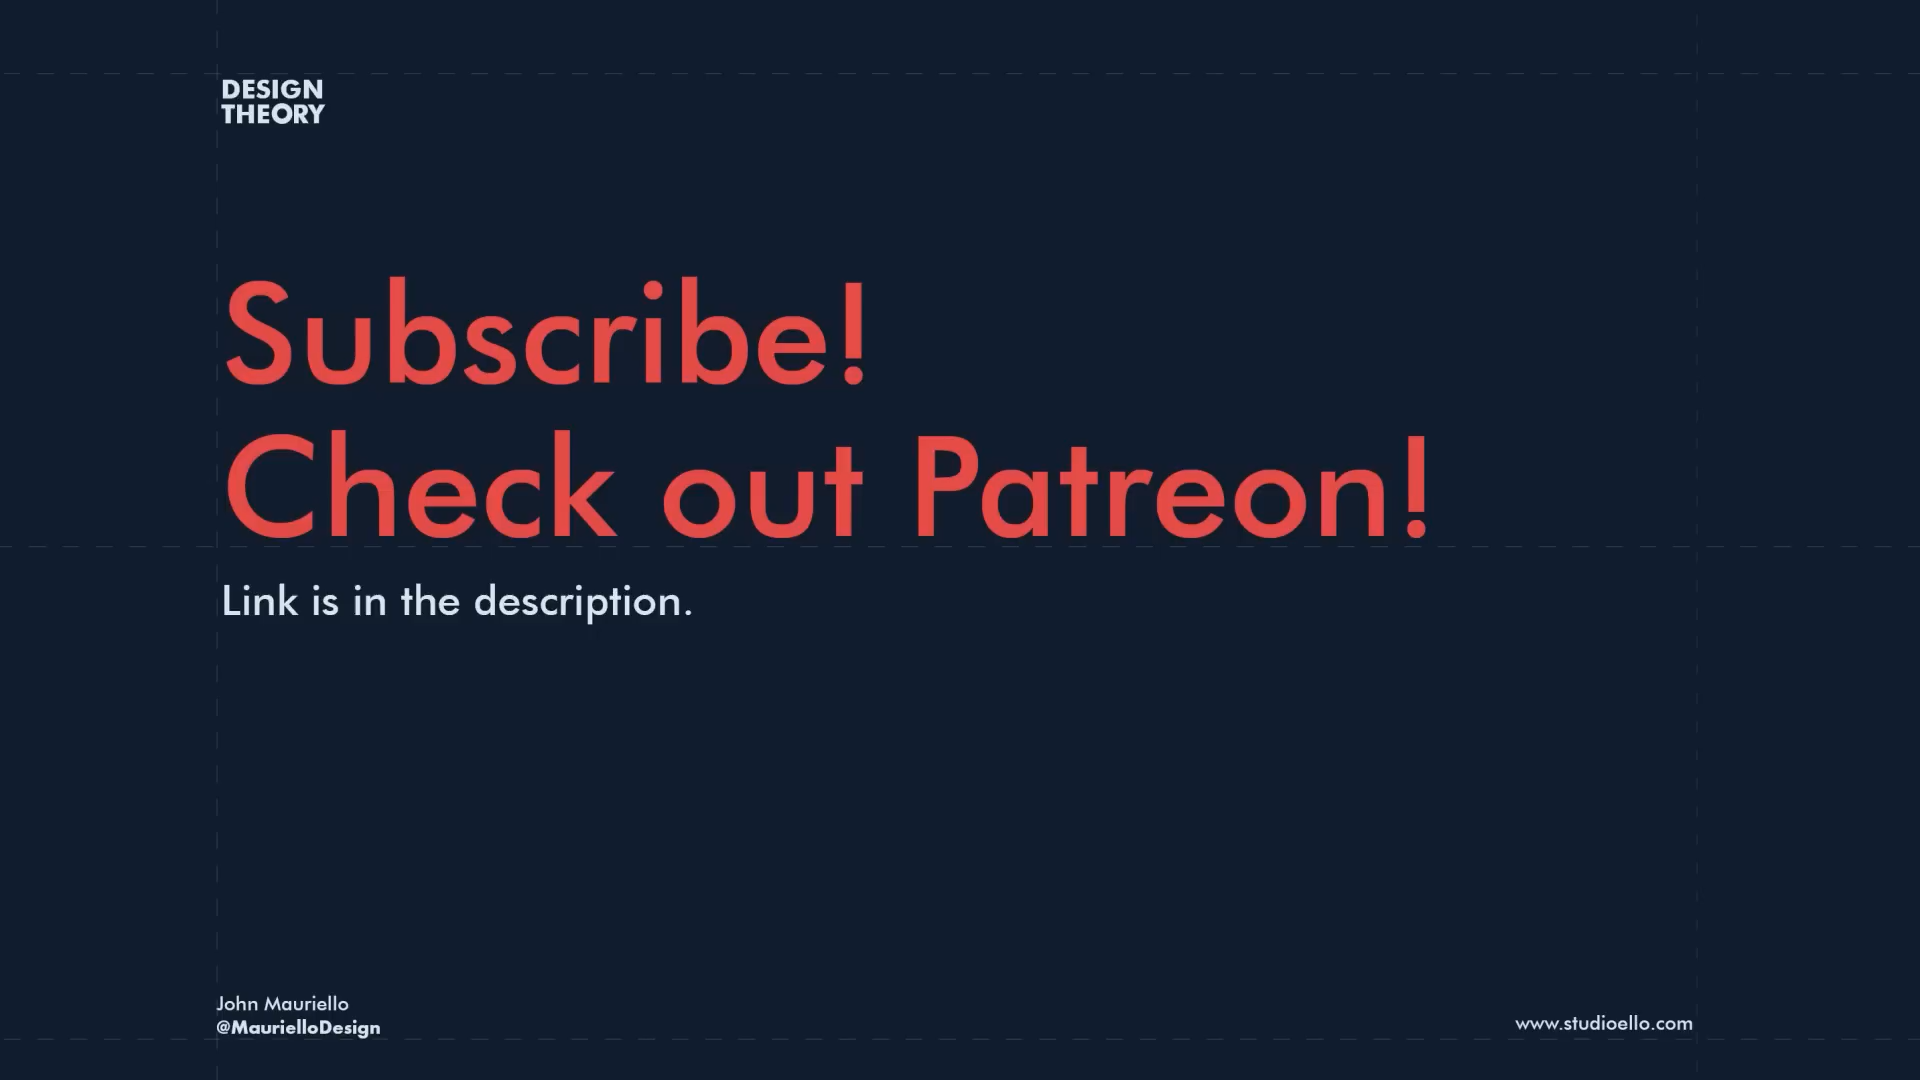 DESIGN
THEORY
Subscribe!
Check out Patreon!
Link is in the description.
John Mauriello
@MaurielloDesign
www.studioello.com